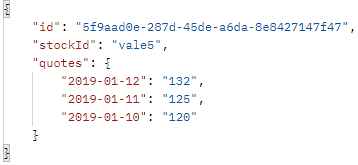 {
"id": "5f9aad0e-287d-45de-a6da-8e8427147f47",
"stockId": "vale5",
"quotes": {
"2019-01-12": "132",
"2019-01-11": "125",
"2019-01-10": "120"
}
}